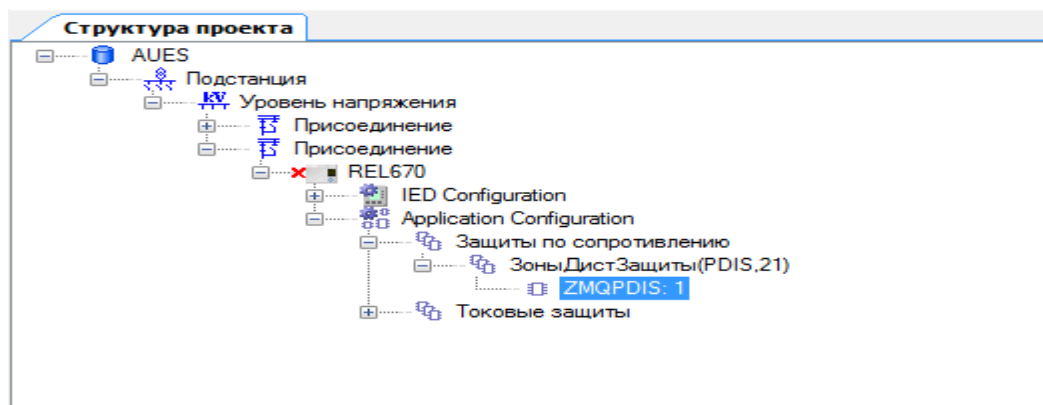 Структура проекта
AUES
Подстанция
kV Уровень напряжения
Присоединение
Присоединение
REL670
IED Configuration
Application Configuration
Защиты по сопротивлению
ЗоныДистЗащиты(PDIS,21)
ZMQPDIS: 1
Токовые защиты